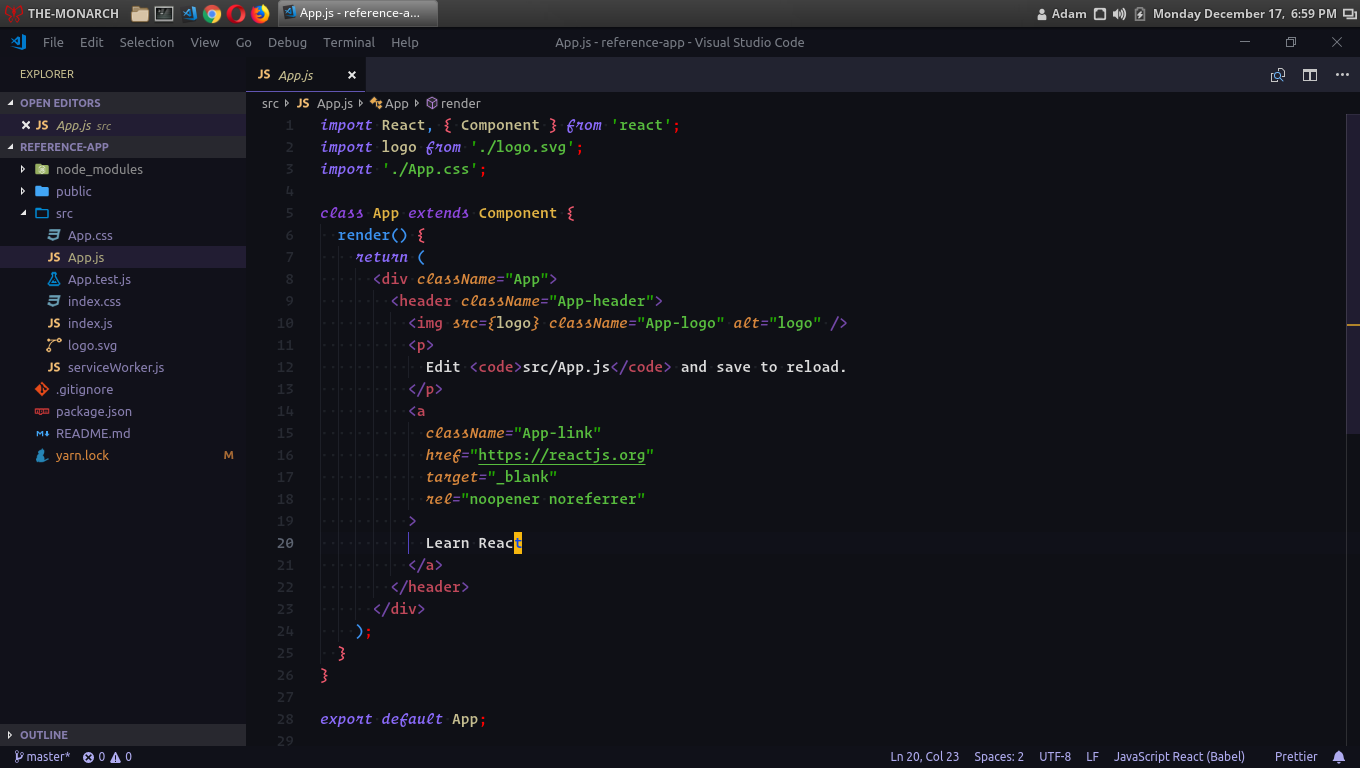 THE-MONARCH App.js - reference-a... Adam Monday December 17, 6:59 PM
File Edit Selection View Go Debug Terminal Help App.js - reference-app - Visual Studio Code
EXPLORER
OPEN EDITORS
JS App.js src
REFERENCE-APP
node_modules
public
src
App.css
JS App.js
App.test.js
index.css
JS index.js
logo.svg
JS serviceWorker.js
.gitignore
package.json
README.md
yarn.lock M
OUTLINE
JS App.js
src JS App.js App render
1 import React, { Component } from 'react';
2 import logo from './logo.svg';
3 import './App.css';
4
5 class App extends Component {
6 render() {
7 return (
8 <div className="App">
9 <header className="App-header">
10 <img src={logo} className="App-logo" alt="logo" />
11 <p>
12 Edit <code>src/App.js</code> and save to reload.
13 </p>
14 <a
15 className="App-link"
16 href="https://reactjs.org"
17 target="_blank"
18 rel="noopener noreferrer"
19 >
20 Learn React
21 </a>
22 </header>
23 </div>
24 );
25 }
26 }
27
28 export default App;
29
master* 0 0 Ln 20, Col 23 Spaces: 2 UTF-8 LF JavaScript React (Babel) Prettier